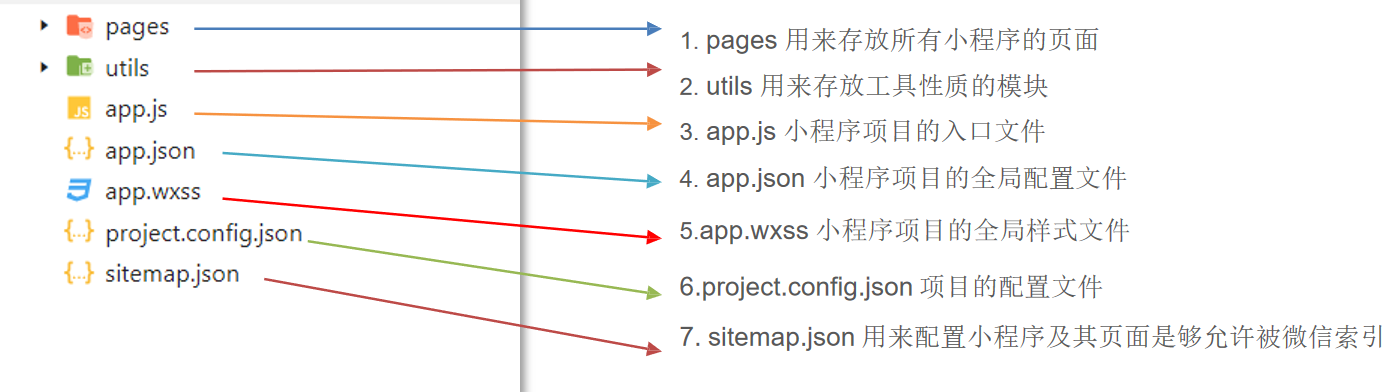 pages
utils
app.js
app.json
app.wxss
project.config.json
sitemap.json
1. pages 用来存放所有小程序的页面
2. utils 用来存放工具性质的模块
3. app.js 小程序项目的入口文件
4. app.json 小程序项目的全局配置文件
5.app.wxss 小程序项目的全局样式文件
6.project.config.json 项目的配置文件
7. sitemap.json 用来配置小程序及其页面是够允许被微信索引